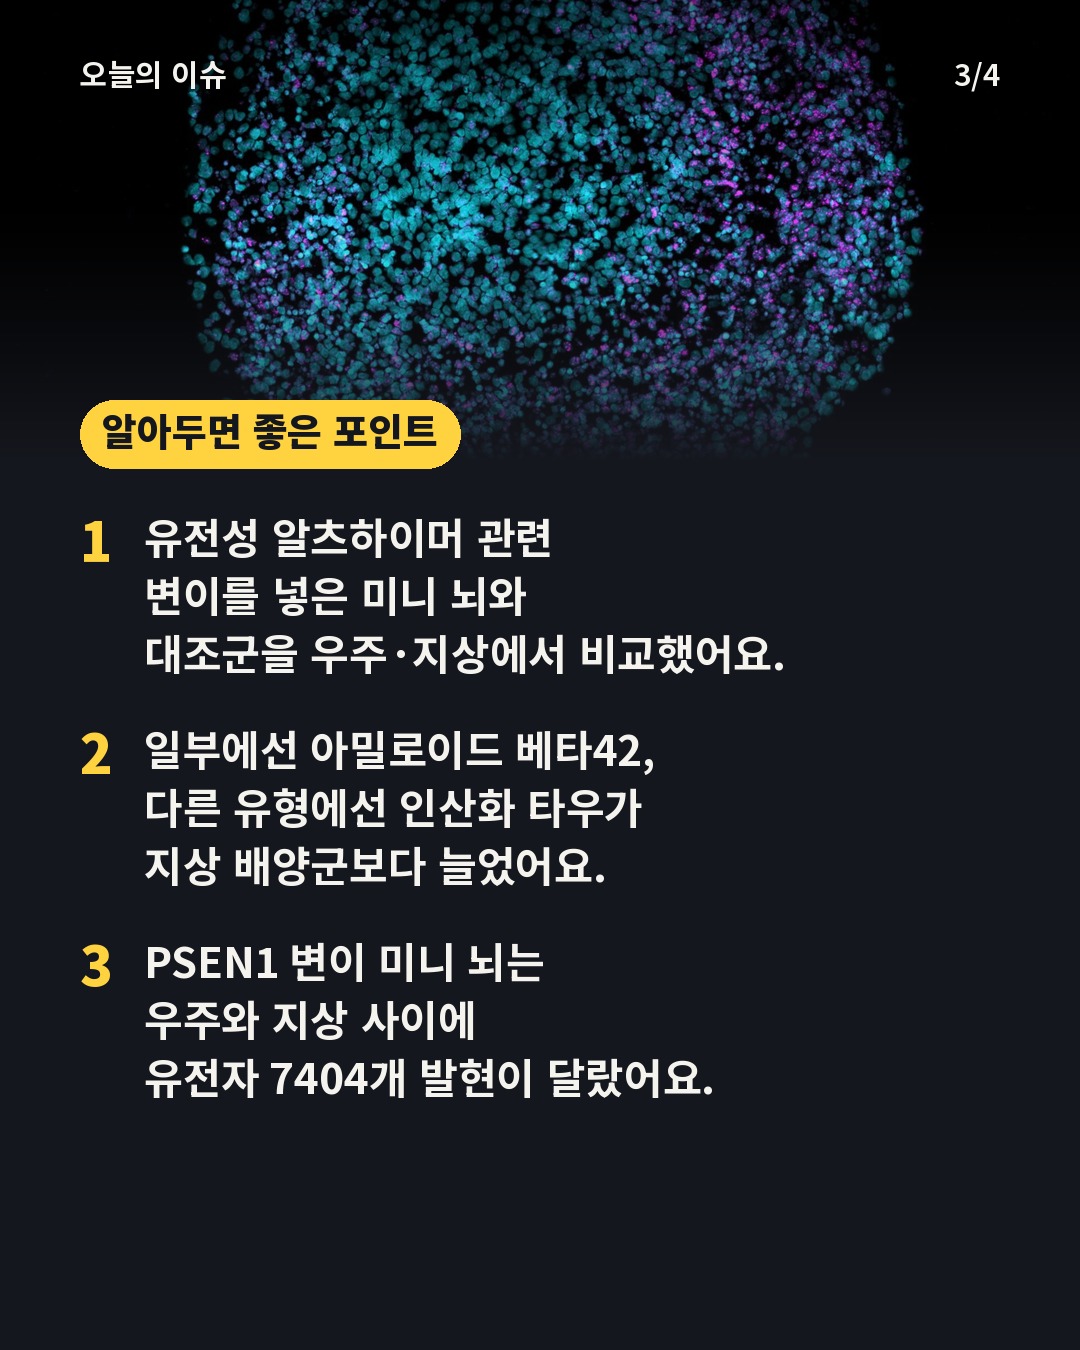 오늘의 이슈
3/4
알아두면 좋은 포인트
1 유전성 알츠하이머 관련
변이를 넣은 미니 뇌와
대조군을 우주·지상에서 비교했어요.
2 일부에선 아밀로이드 베타42,
다른 유형에선 인산화 타우가
지상 배양군보다 늘었어요.
3 PSEN1 변이 미니 뇌는
우주와 지상 사이에
유전자 7404개 발현이 달랐어요.